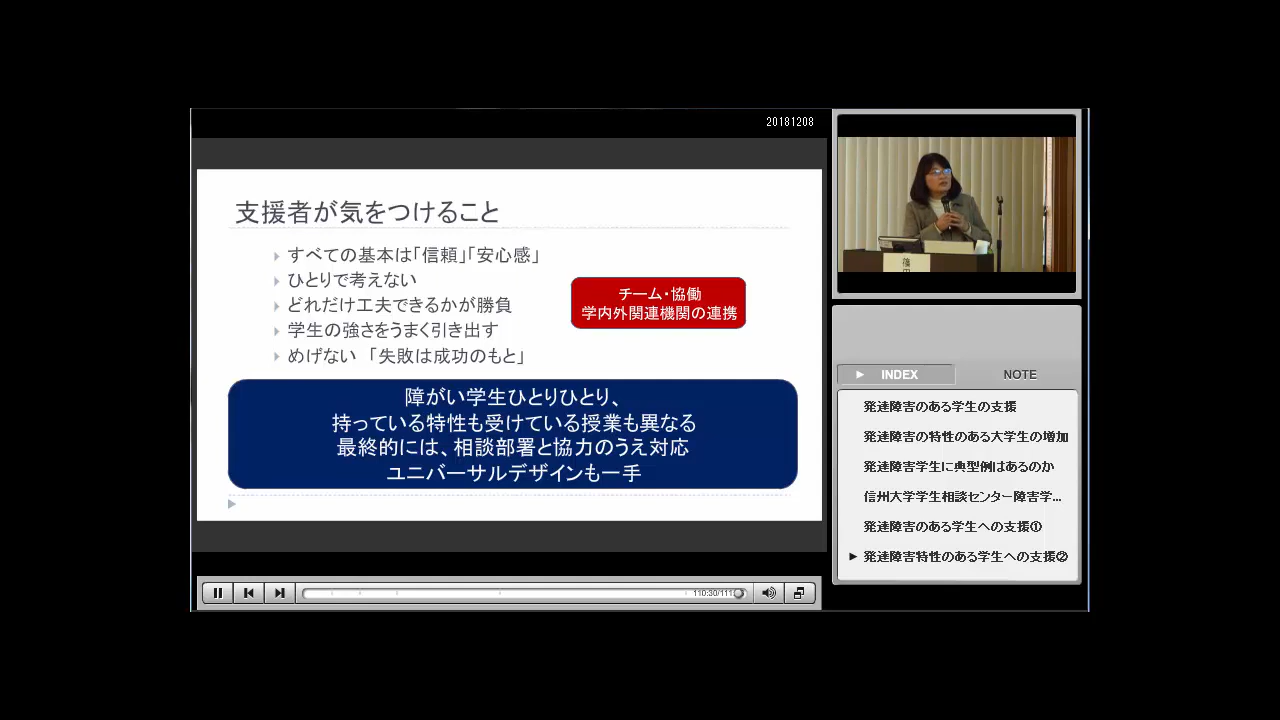 20181208
支援者が気をつけること
すべての基本は「信頼」「安心感」
ひとりで考えない
どれだけ工夫できるかが勝負
学生の強さをうまく引き出す
めげない 「失敗は成功のもと」
チーム・協働
学内外関連機関の連携
障がい学生ひとりひとり、
持っている特性も受けている授業も異なる
最終的には、相談部署と協力のうえ対応
ユニバーサルデザインも一手
110:30/111
INDEX
NOTE
発達障害のある学生の支援
発達障害の特性のある大学生の増加
発達障害学生に典型例はあるのか
信州大学学生相談センター障害学...
発達障害のある学生への支援①
発達障害特性のある学生への支援②